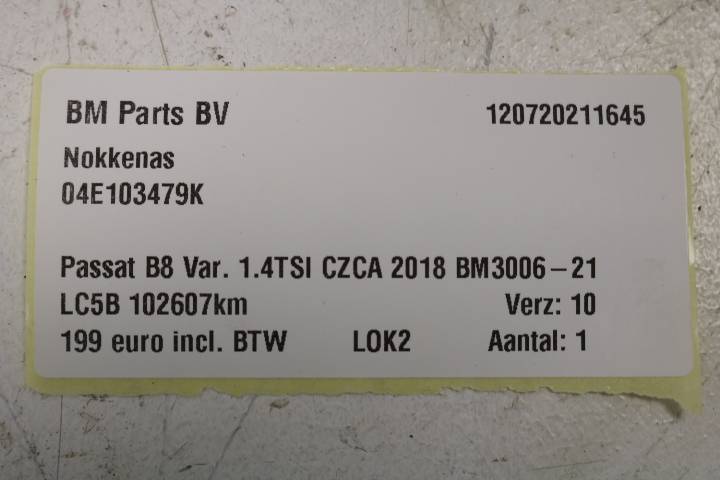 BM Parts BV 120720211645
Nokkenas
04E103479K
Passat B8 Var. 1.4TSI CZCA 2018 BM3006-21
LC5B 102607km Verz: 10
199 euro incl. BTW LOK2 Aantal: 1